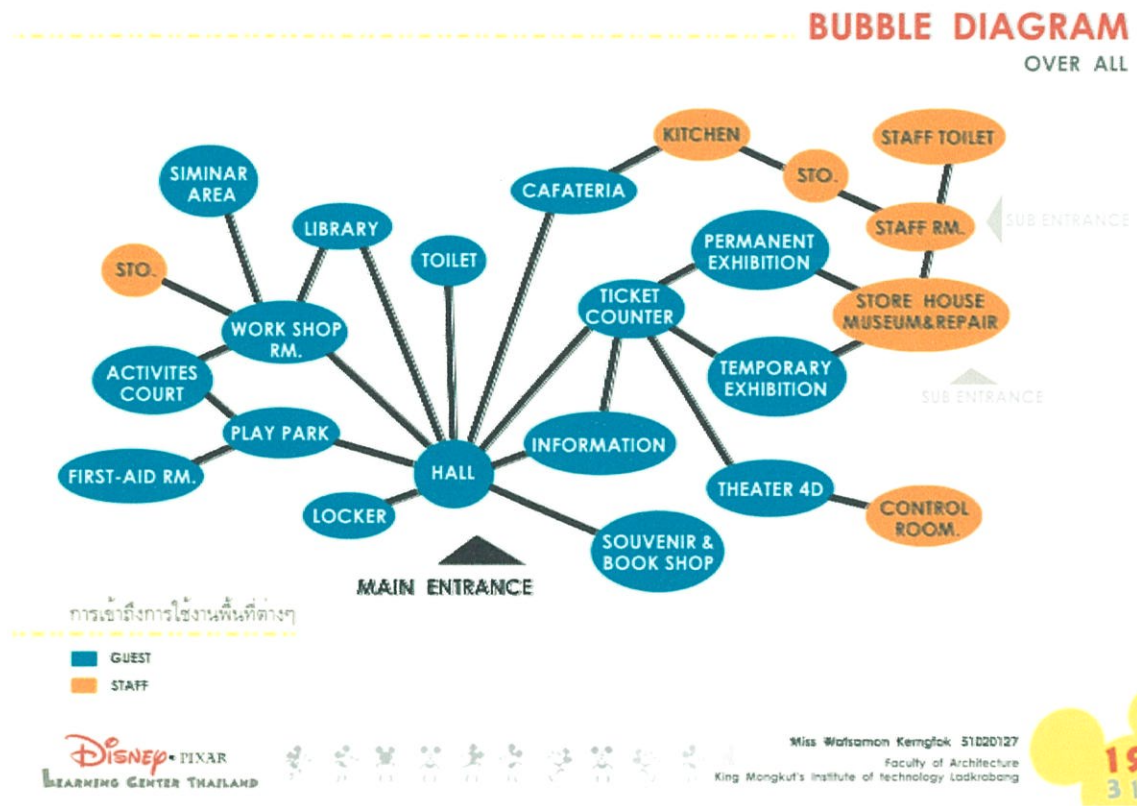 BUBBLE DIAGRAM
OVER ALL
KITCHEN
STAFF TOILET
SIMINAR
AREA
CAFATERIA
STO.
LIBRARY
STAFF RM.
SUB ENTRANCE
PERMANENT
EXHIBITION
TOILET
STO.
TICKET
COUNTER
STORE HOUSE
MUSEUM&REPAIR
WORK SHOP
RM.
ACTIVITES
COURT
TEMPORARY
EXHIBITION
SUB ENTRANCE
PLAY PARK
INFORMATION
FIRST-AID RM.
HALL
THEATER 4D
LOCKER
CONTROL
ROOM.
SOUVENIR &
BOOK SHOP
MAIN ENTRANCE
การเข้าถึงการใช้งานพื้นที่ต่างๆ
GUEST
STAFF
DISNEY • PIXAR
LEARNING CENTER THAILAND
Miss Watsamon Kerngfok 51020127
Faculty of Architecture
King Mongkut's Institute of technology Ladkrabang